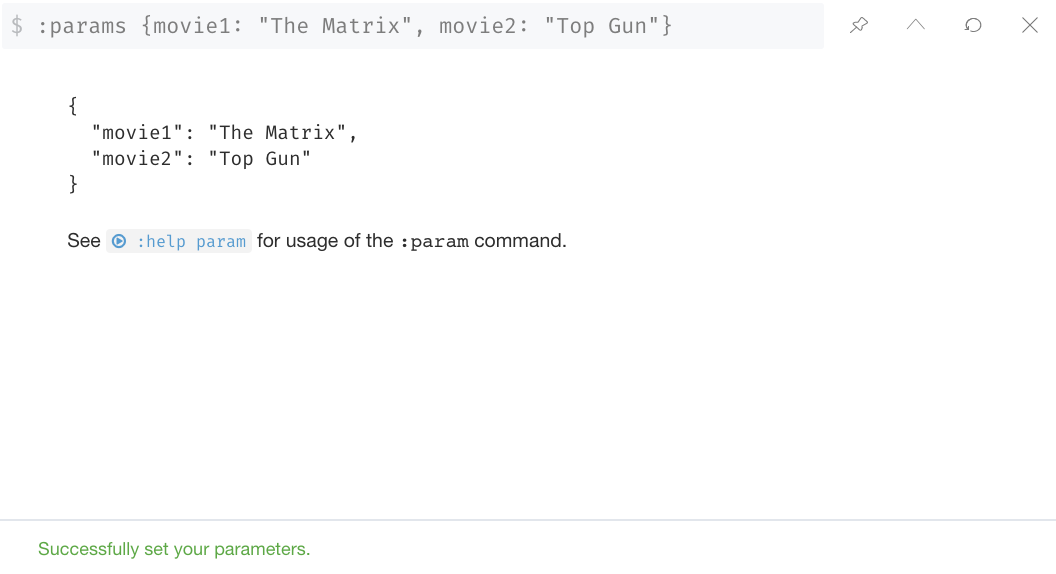 $ :params {movie1: "The Matrix", movie2: "Top Gun"}
{
  "movie1": "The Matrix",
  "movie2": "Top Gun"
}
See :help param for usage of the :param command.
Successfully set your parameters.